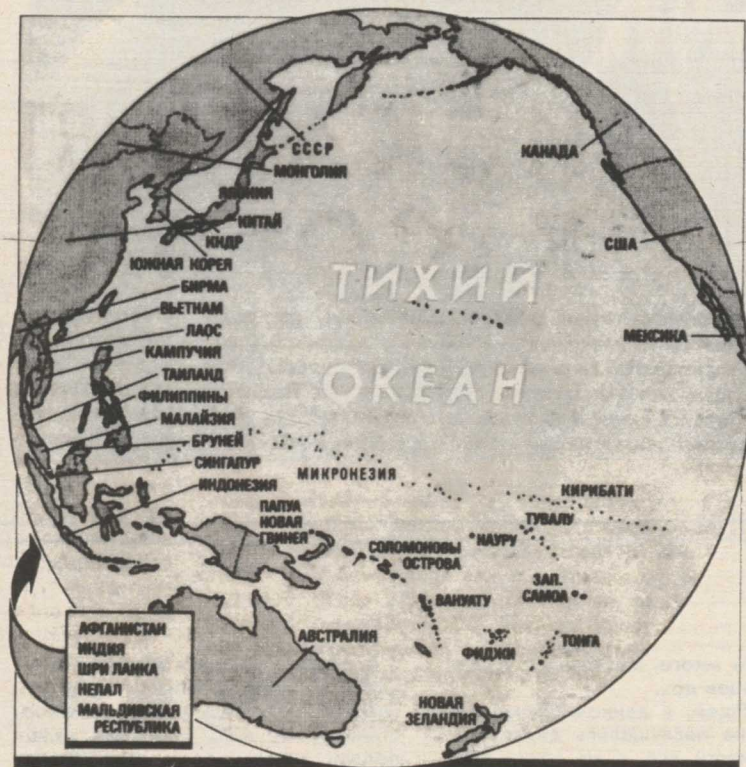 СССР
МОНГОЛИЯ
ЯПОНИЯ
КИТАЙ
КНДР
ЮЖНАЯ КОРЕЯ
БИРМА
ВЬЕТНАМ
ЛАОС
КАМПУЧИЯ
ТАИЛАНД
ФИЛИППИНЫ
МАЛАЙЗИЯ
БРУНЕЙ
СИНГАПУР
ИНДОНЕЗИЯ
КАНАДА
США
МЕКСИКА
ТИХИЙ
ОКЕАН
МИКРОНЕЗИЯ
КИРИБАТИ
ПАПУА
НОВАЯ
ГВИНЕЯ
СОЛОМОНОВЫ
ОСТРОВА
НАУРУ
ТУВАЛУ
ЗАП.
САМОА
ВАНУАТУ
ФИДЖИ
ТОНГА
АВСТРАЛИЯ
НОВАЯ
ЗЕЛАНДИЯ
АФГАНИСТАН
ИНДИЯ
ШРИ ЛАНКА
НЕПАЛ
МАЛЬДИВСКАЯ
РЕСПУБЛИКА